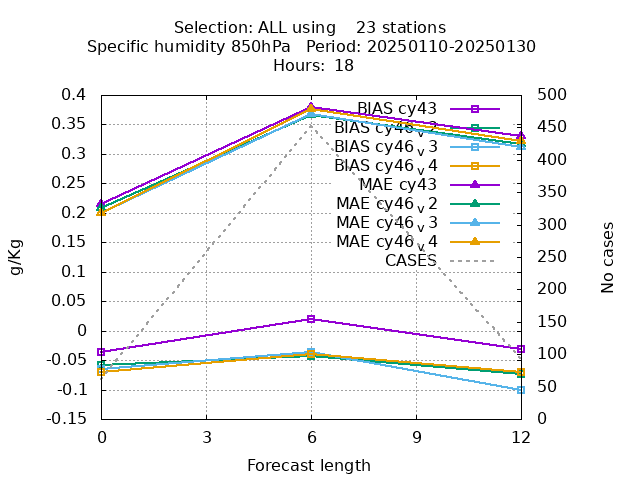 Selection: ALL using 23 stations
Specific humidity 850hPa Period: 20250110-20250130
Hours: 18
0.4
0.35
0.3
0.25
0.2
0.15
0.1
0.05
0
-0.05
-0.1
-0.15
g/Kg
BIAS cy43
BIAS cy46 v 2
BIAS cy46 v 3
BIAS cy46 v 4
MAE cy43
MAE cy46 v 2
MAE cy46 v 3
MAE cy46 v 4
CASES
500
450
400
350
300
250
200
150
100
50
0
No cases
0 3 6 9 12
Forecast length